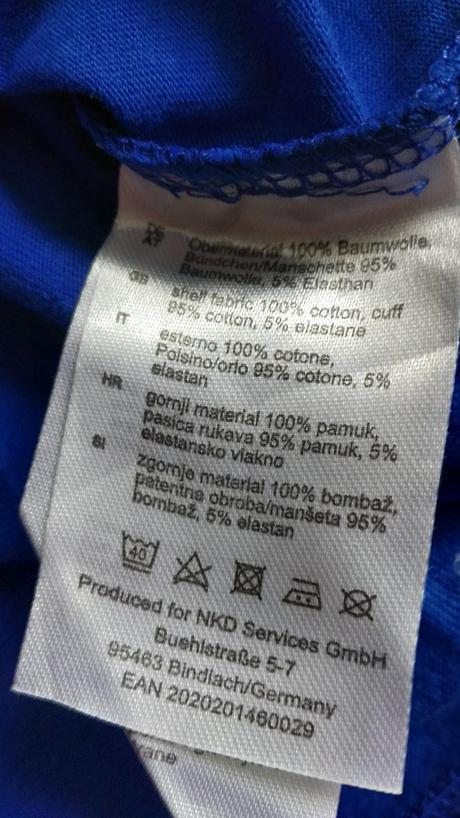 DE AT Obermaterial 100% Baumwolle,
Bündchen/Manschette 95%
Baumwolle, 5% Elasthan
GB shell fabric 100% cotton, cuff
95% cotton, 5% elastane
IT esterno 100% cotone,
Polsino/orlo 95% cotone, 5%
elastan
HR gornji material 100% pamuk,
pasica rukava 95% pamuk, 5%
elastansko vlakno
SI zgornje material 100% bombaž,
patentna obroba/manšeta 95%
bombaž, 5% elastan
40
Produced for NKD Services GmbH
Buehlstraße 5-7
95463 Bindlach/Germany
EAN 2020201460029